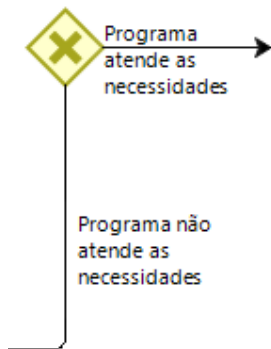 Programa
atende as
necessidades
Programa não
atende as
necessidades